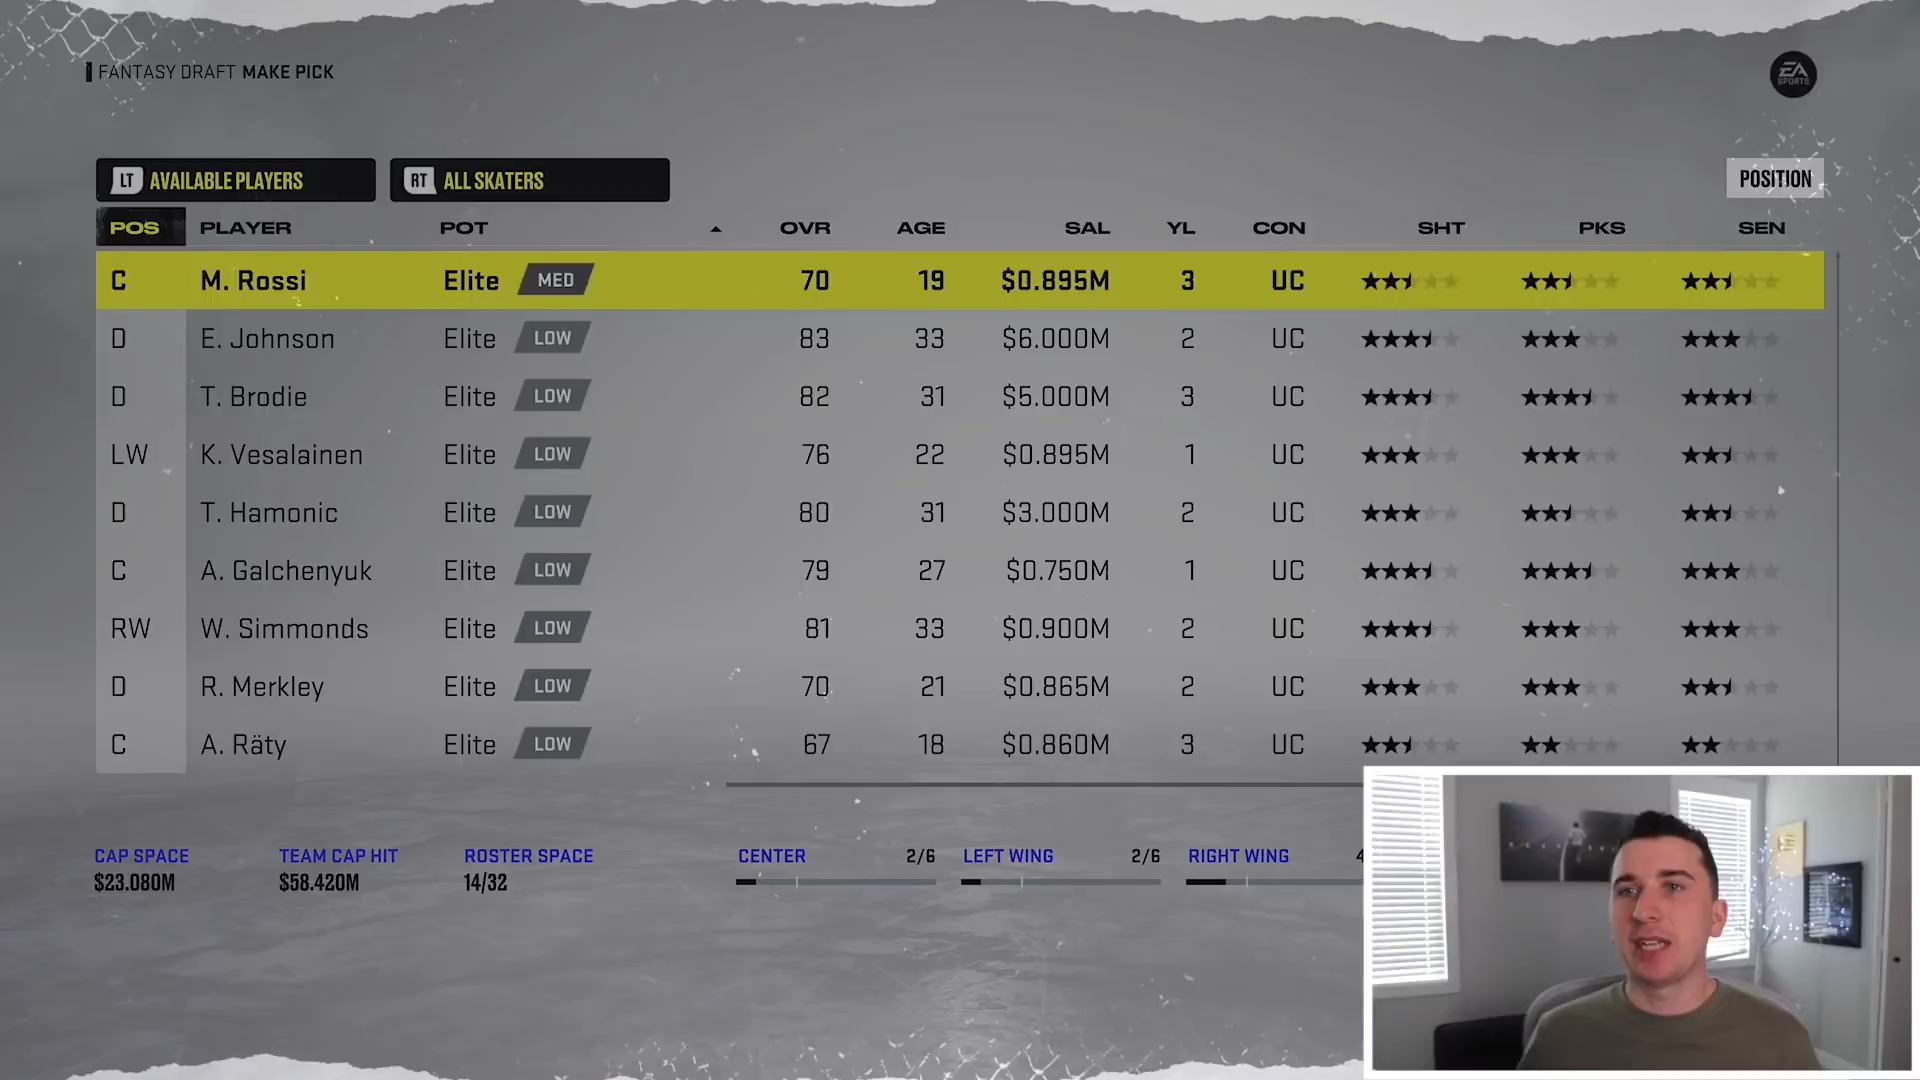 FANTASY DRAFT MAKE PICK
EA SPORTS
LT AVAILABLE PLAYERS RT ALL SKATERS POSITION
POS PLAYER POT OVR AGE SAL YL CON SHT PKS SEN
C M. Rossi Elite MED 70 19 $0.895M 3 UC
D E. Johnson Elite LOW 83 33 $6.000M 2 UC
D T. Brodie Elite LOW 82 31 $5.000M 3 UC
LW K. Vesalainen Elite LOW 76 22 $0.895M 1 UC
D T. Hamonic Elite LOW 80 31 $3.000M 2 UC
C A. Galchenyuk Elite LOW 79 27 $0.750M 1 UC
RW W. Simmonds Elite LOW 81 33 $0.900M 2 UC
D R. Merkley Elite LOW 70 21 $0.865M 2 UC
C A. Räty Elite LOW 67 18 $0.860M 3 UC
CAP SPACE TEAM CAP HIT ROSTER SPACE CENTER 2/6 LEFT WING 2/6 RIGHT WING 4
$23.080M $58.420M 14/32